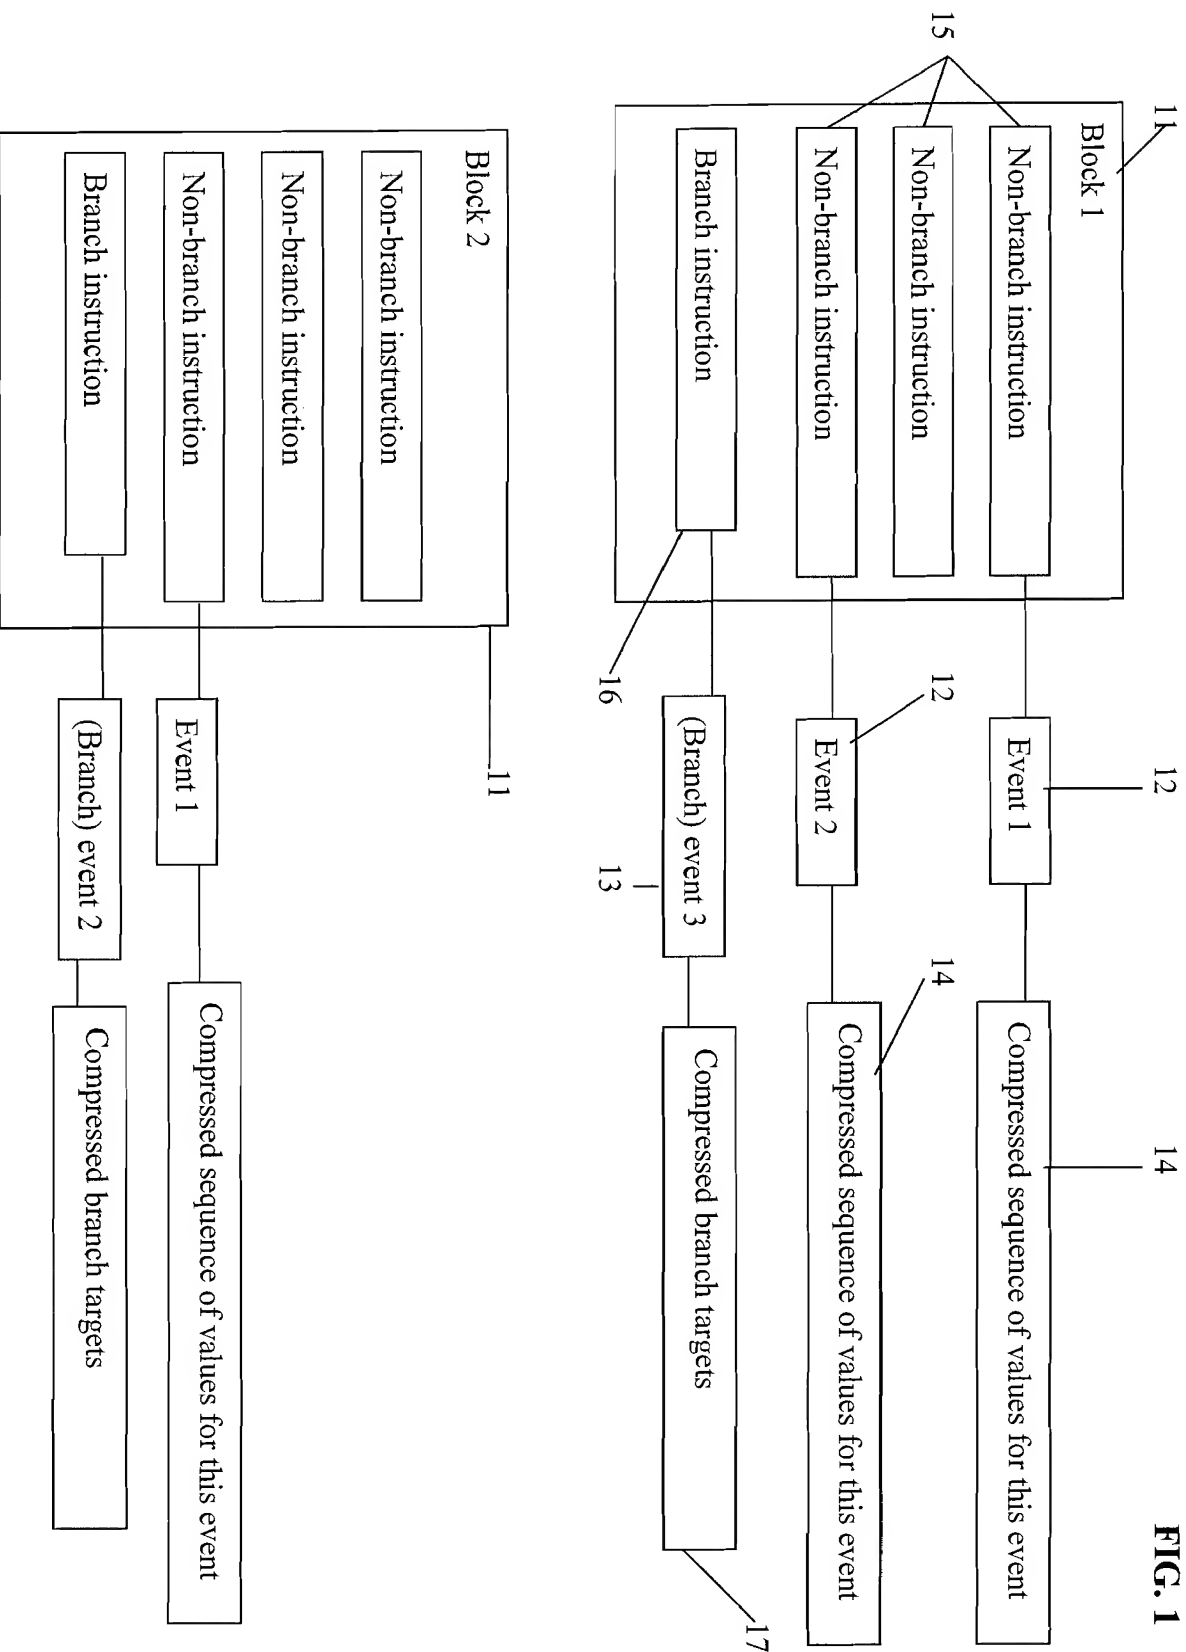 FIG. 1
11
12
14
Block 1
Non-branch instruction
Event 1
Compressed sequence of values for this event
15
Non-branch instruction
12
14
Non-branch instruction
Event 2
Compressed sequence of values for this event
Branch instruction
(Branch) event 3
Compressed branch targets
16
13
17
11
Block 2
Non-branch instruction
Non-branch instruction
Non-branch instruction
Event 1
Compressed sequence of values for this event
Branch instruction
(Branch) event 2
Compressed branch targets